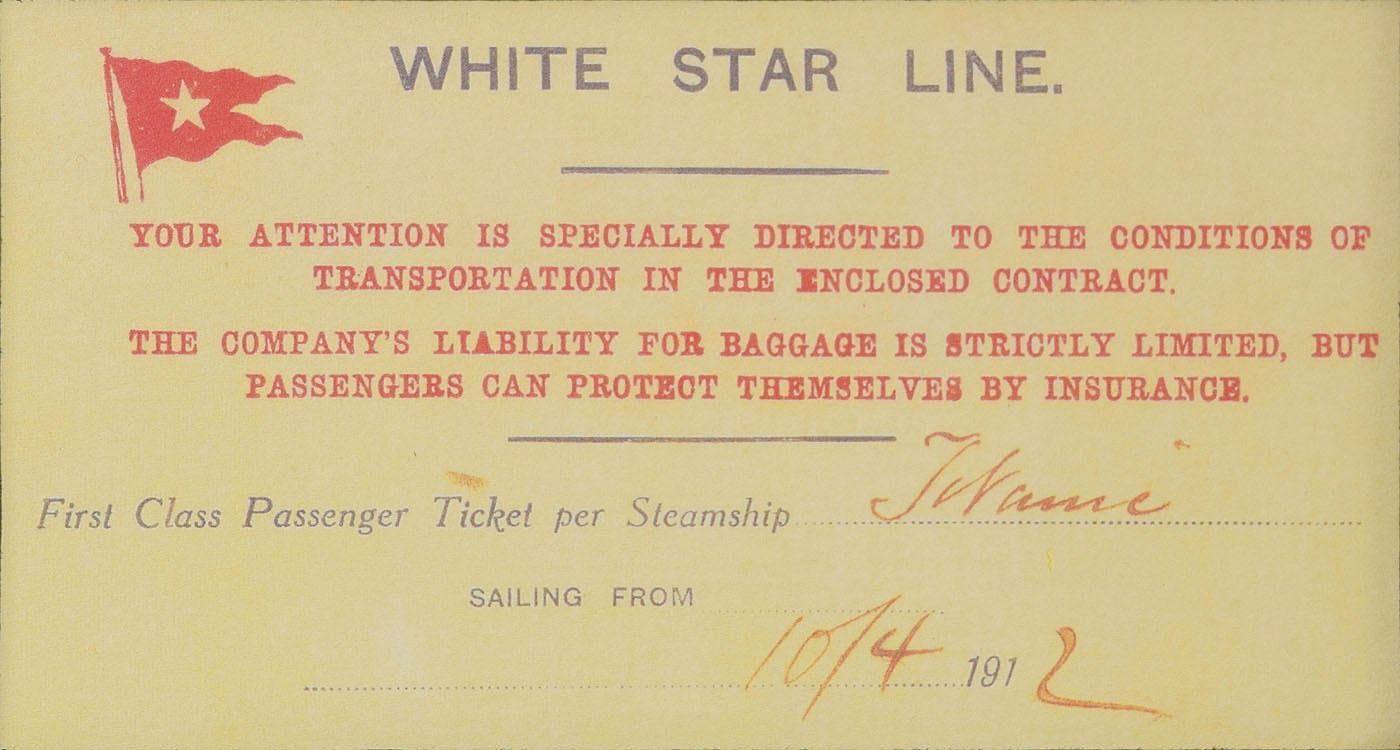 WHITE STAR LINE.
YOUR ATTENTION IS SPECIALLY DIRECTED TO THE CONDITIONS OF
TRANSPORTATION IN THE ENCLOSED CONTRACT.
THE COMPANY'S LIABILITY FOR BAGGAGE IS STRICTLY LIMITED, BUT
PASSENGERS CAN PROTECT THEMSELVES BY INSURANCE.
First Class Passenger Ticket per Steamship Titanic
SAILING FROM
10/4 1912